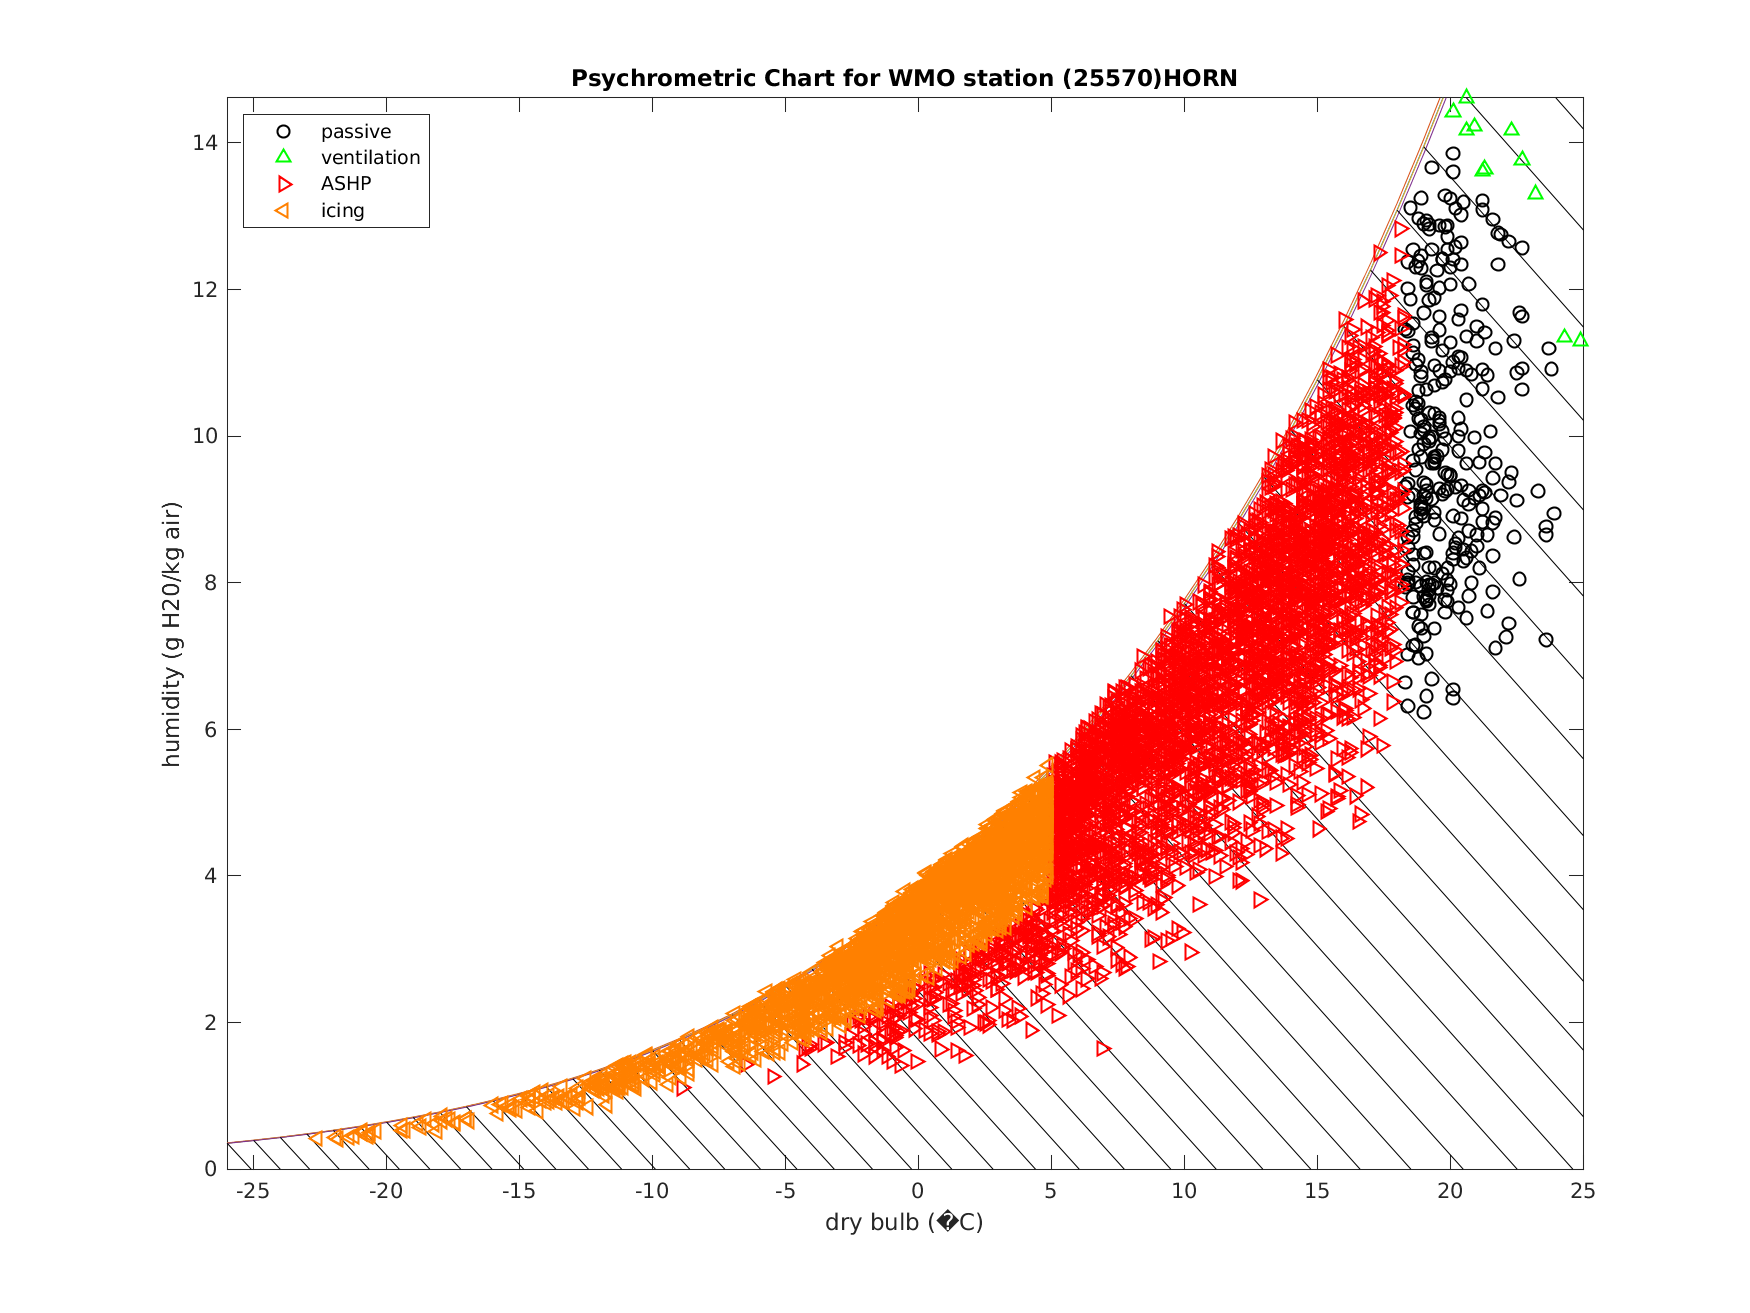 Psychrometric Chart for WMO station (25570)HORN
passive
ventilation
ASHP
icing
humidity (g H20/kg air)
14
12
10
8
6
4
2
0
-25 -20 -15 -10 -5 0 5 10 15 20 25
dry bulb (�C)